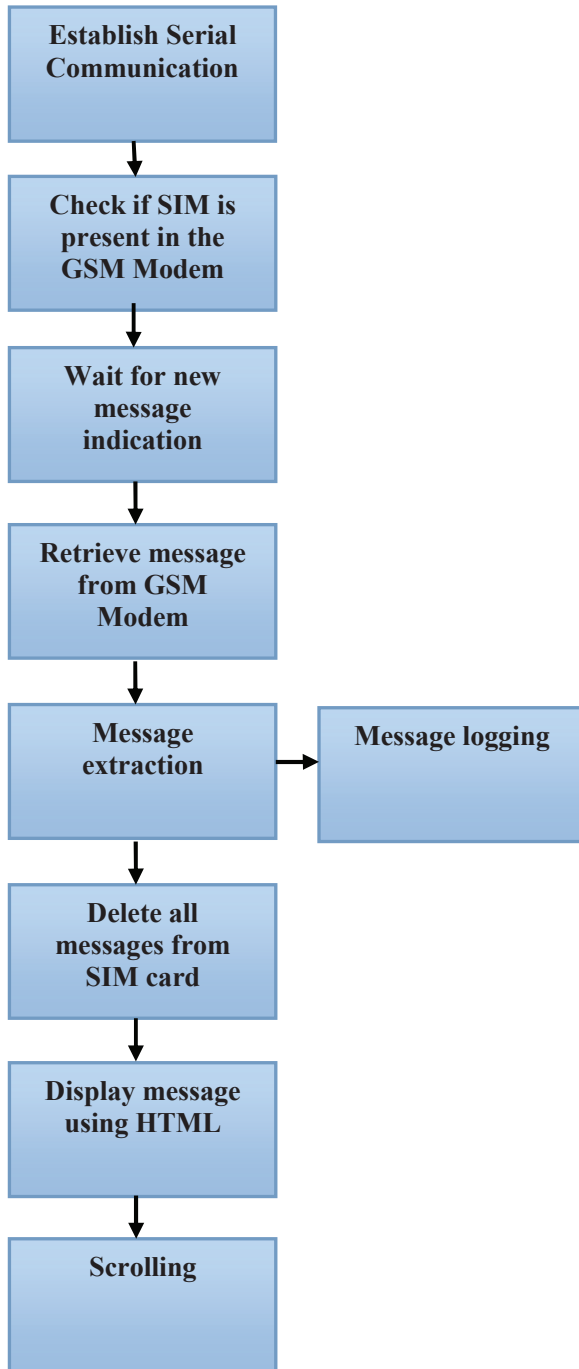 Establish Serial
Communication
Check if SIM is
present in the
GSM Modem
Wait for new
message
indication
Retrieve message
from GSM
Modem
Message
extraction
Message logging
Delete all
messages from
SIM card
Display message
using HTML
Scrolling